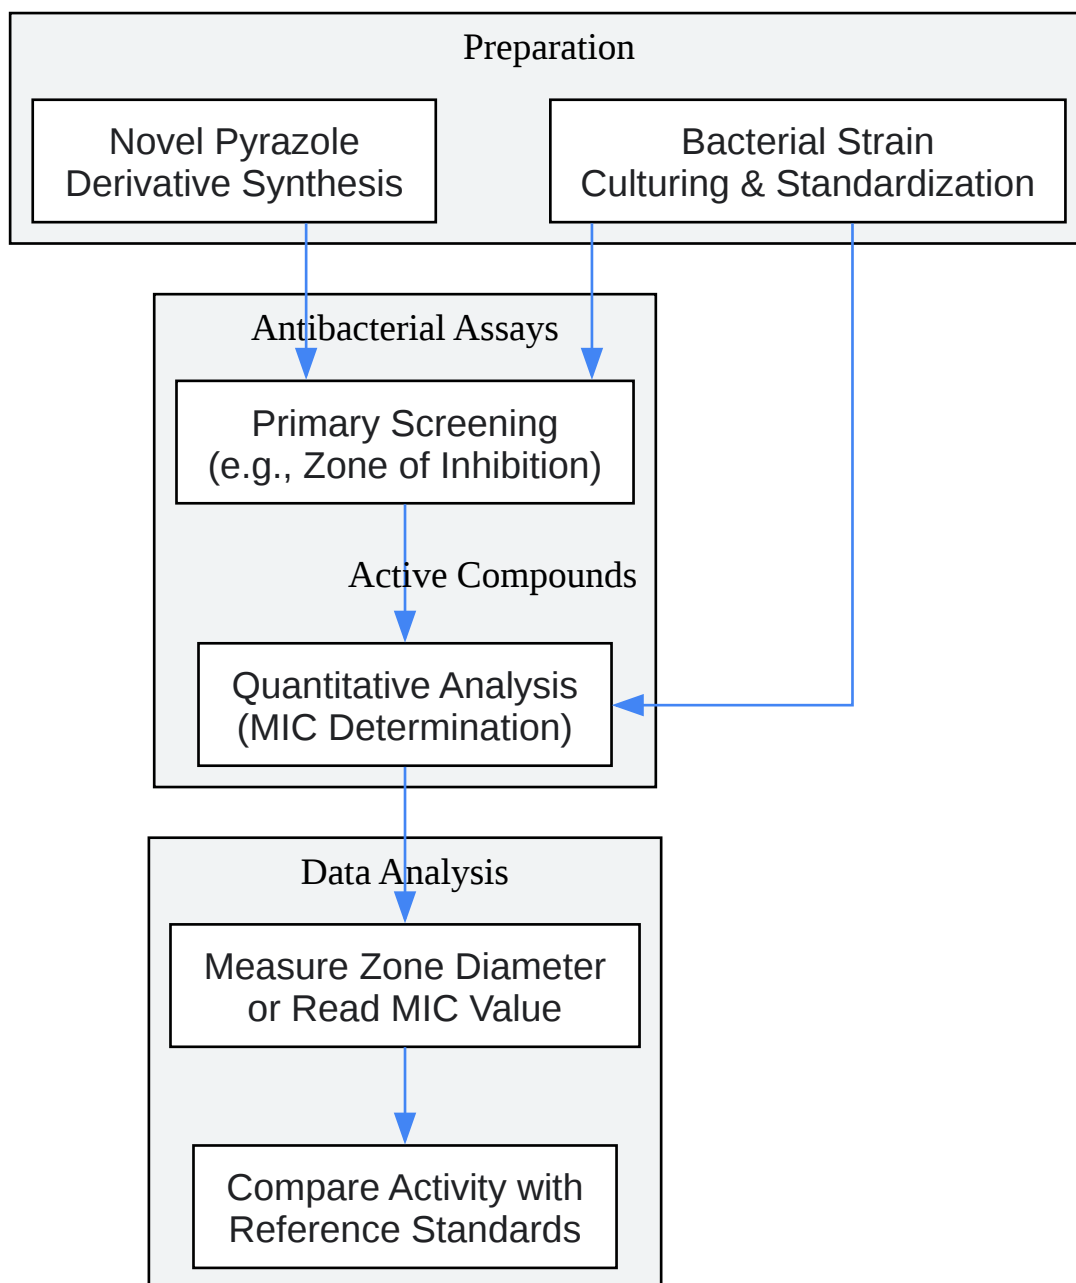 Preparation
Novel Pyrazole
Derivative Synthesis
Bacterial Strain
Culturing & Standardization
Antibacterial Assays
Primary Screening
(e.g., Zone of Inhibition)
Active Compounds
Quantitative Analysis
(MIC Determination)
Data Analysis
Measure Zone Diameter
or Read MIC Value
Compare Activity with
Reference Standards